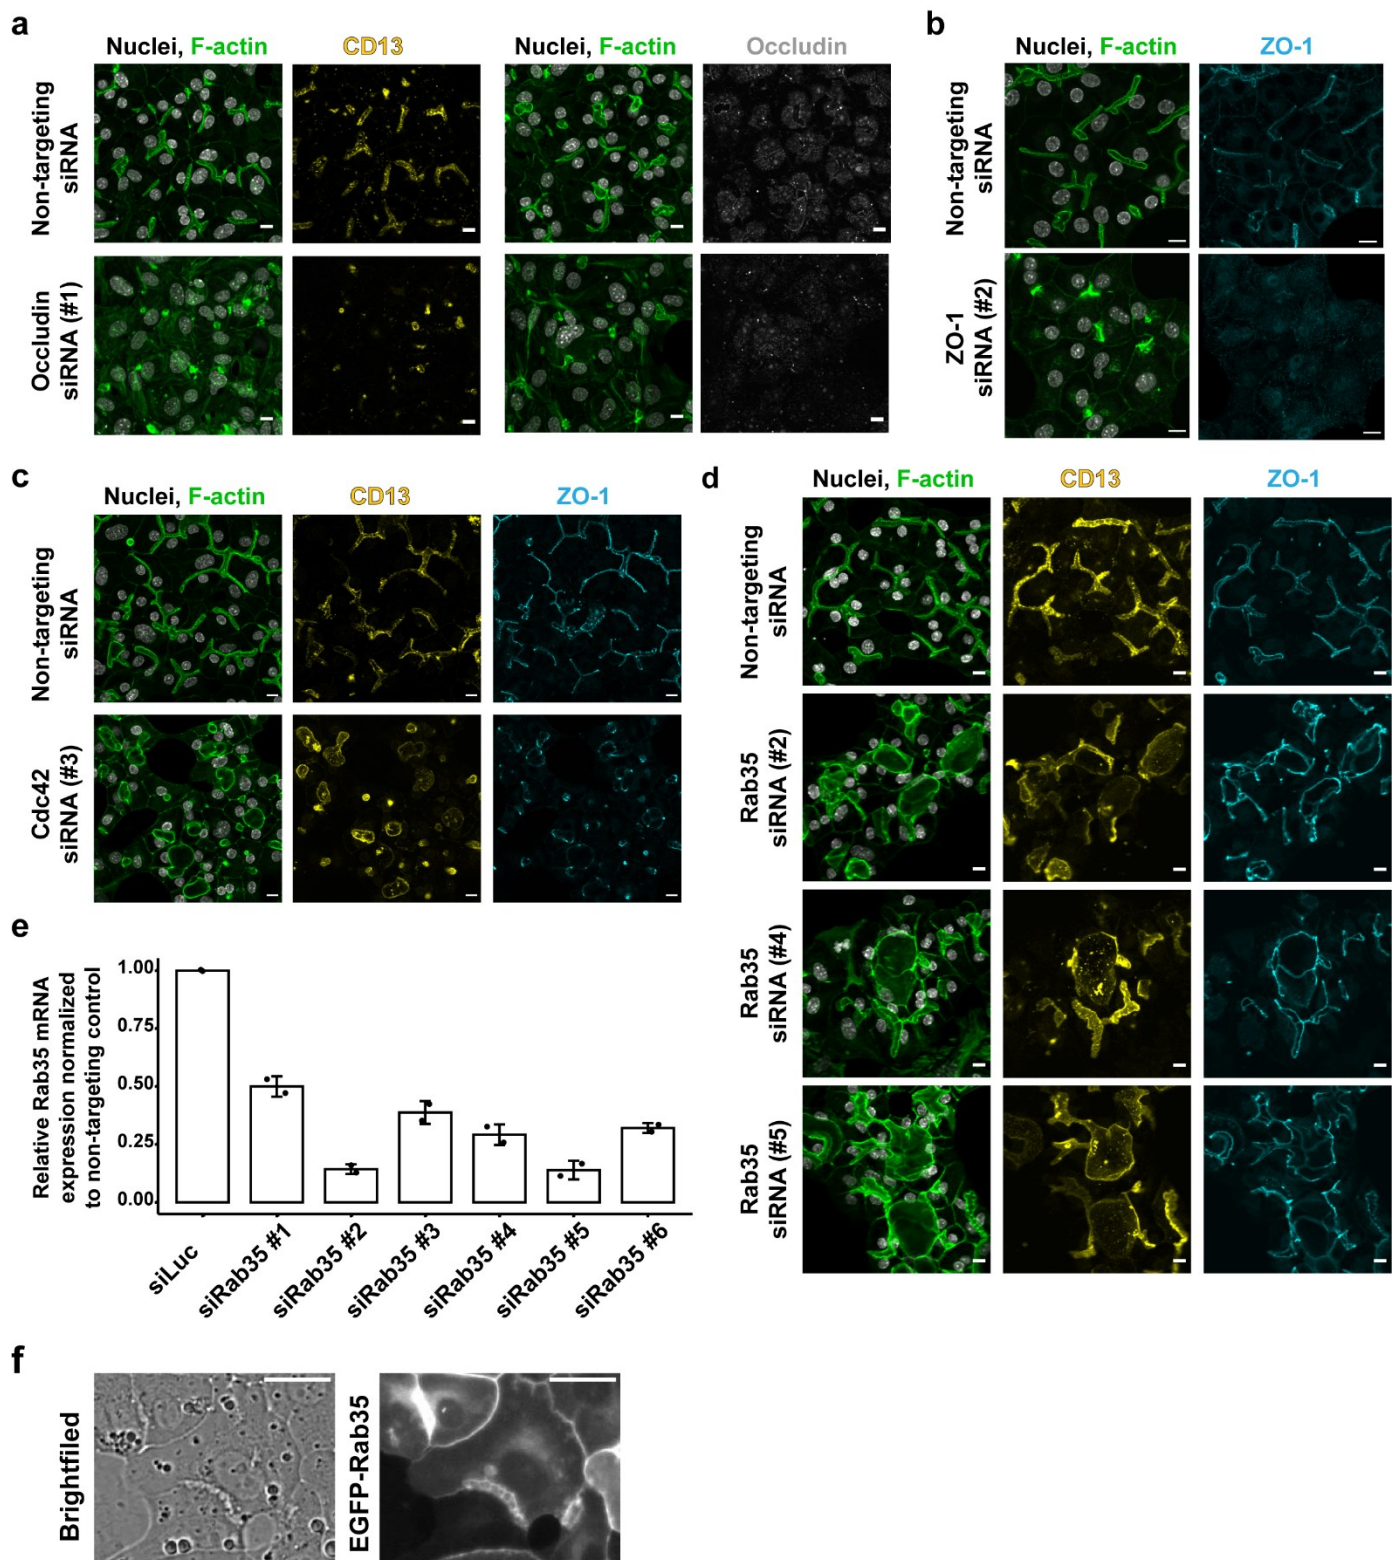 a
Nuclei, F-actin
CD13
Nuclei, F-actin
Occludin
Non-targeting
siRNA
Occludin
siRNA (#1)
b
Nuclei, F-actin
ZO-1
Non-targeting
siRNA
ZO-1
siRNA (#2)
c
Nuclei, F-actin
CD13
ZO-1
Non-targeting
siRNA
Cdc42
siRNA (#3)
d
Nuclei, F-actin
CD13
ZO-1
Non-targeting
siRNA
Rab35
siRNA (#2)
Rab35
siRNA (#4)
Rab35
siRNA (#5)
e
Relative Rab35 mRNA
expression normalized
to non-targeting control
1.00
0.75
0.50
0.25
0.00
siLuc
siRab35 #1
siRab35 #2
siRab35 #3
siRab35 #4
siRab35 #5
siRab35 #6
f
Brightfiled
EGFP-Rab35